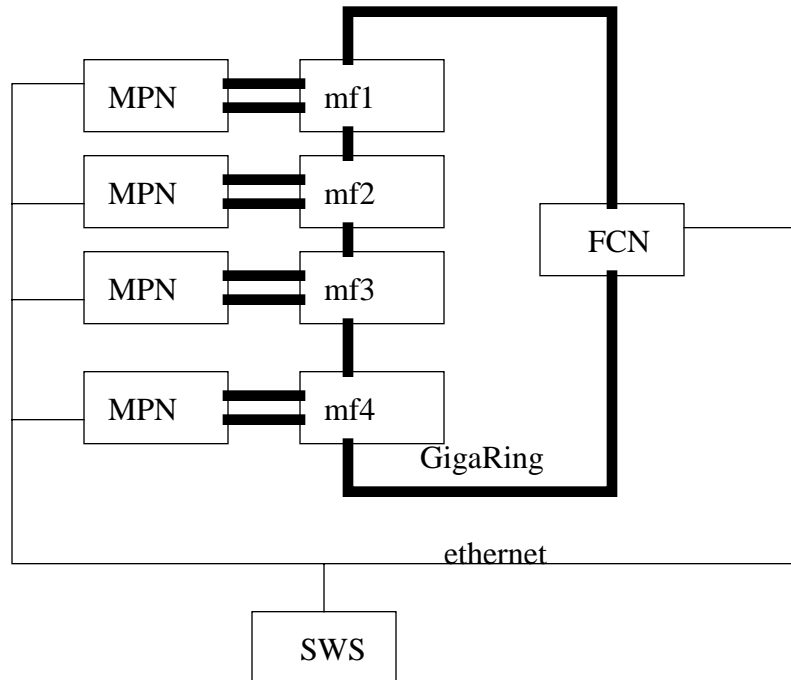 MPN
mf1
MPN
mf2
FCN
MPN
mf3
MPN
mf4
GigaRing
ethernet
SWS